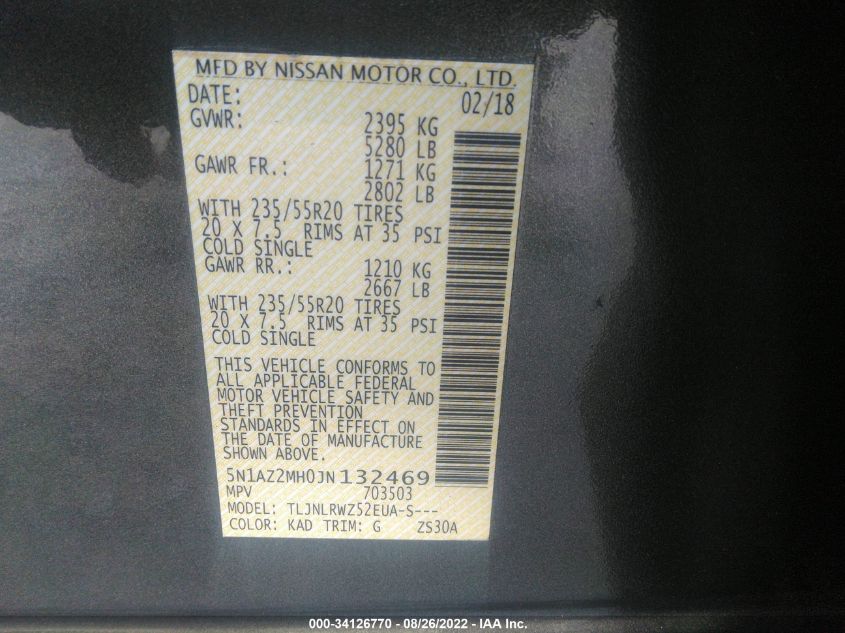 MFD BY NISSAN MOTOR CO., LTD.
DATE: 02/18
GVWR: 2395 KG
5280 LB
GAWR FR.: 1271 KG
2802 LB
WITH 235/55R20 TIRES
20 X 7.5 RIMS AT 35 PSI
COLD SINGLE
GAWR RR.: 1210 KG
2667 LB
WITH 235/55R20 TIRES
20 X 7.5 RIMS AT 35 PSI
COLD SINGLE
THIS VEHICLE CONFORMS TO
ALL APPLICABLE FEDERAL
MOTOR VEHICLE SAFETY AND
THEFT PREVENTION
STANDARDS IN EFFECT ON
THE DATE OF MANUFACTURE
SHOWN ABOVE.
5N1AZ2MH0JN132469
MPV 703503
MODEL: TLJNLRWZ52EUA-S---
COLOR: KAD TRIM: G ZS30A
000-34126770 - 08/26/2022 - IAA Inc.